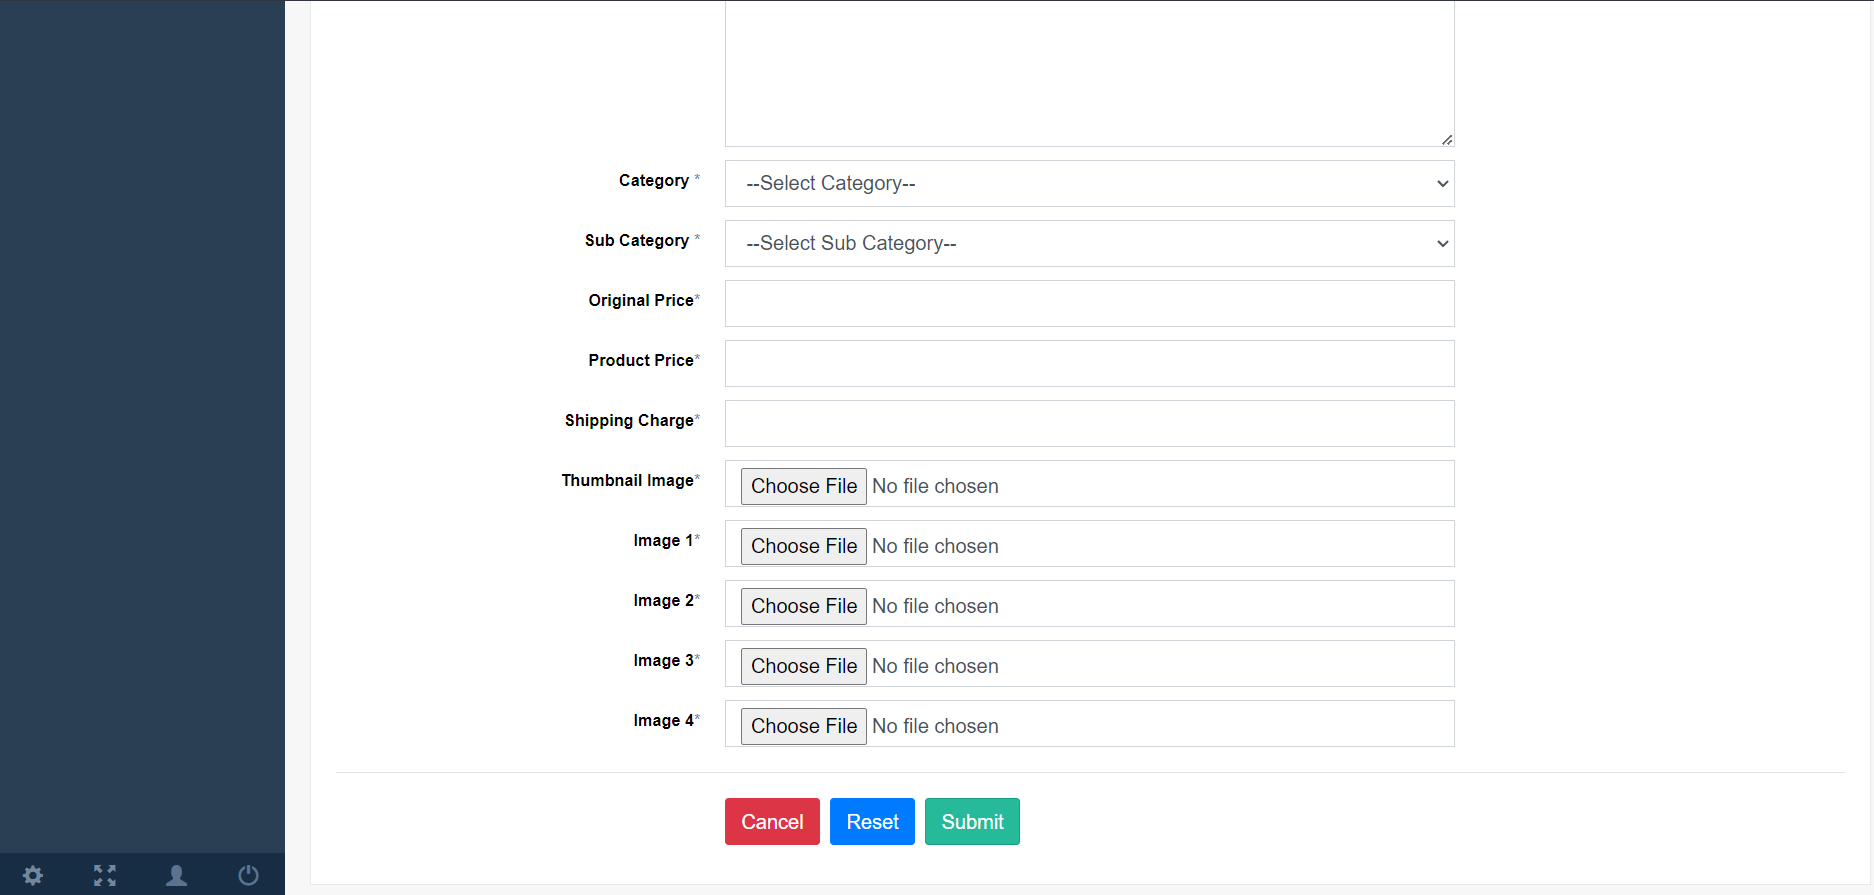 Category *
--Select Category--
Sub Category *
--Select Sub Category--
Original Price*
Product Price*
Shipping Charge*
Thumbnail Image*
Choose File No file chosen
Image 1*
Choose File No file chosen
Image 2*
Choose File No file chosen
Image 3*
Choose File No file chosen
Image 4*
Choose File No file chosen
Cancel
Reset
Submit